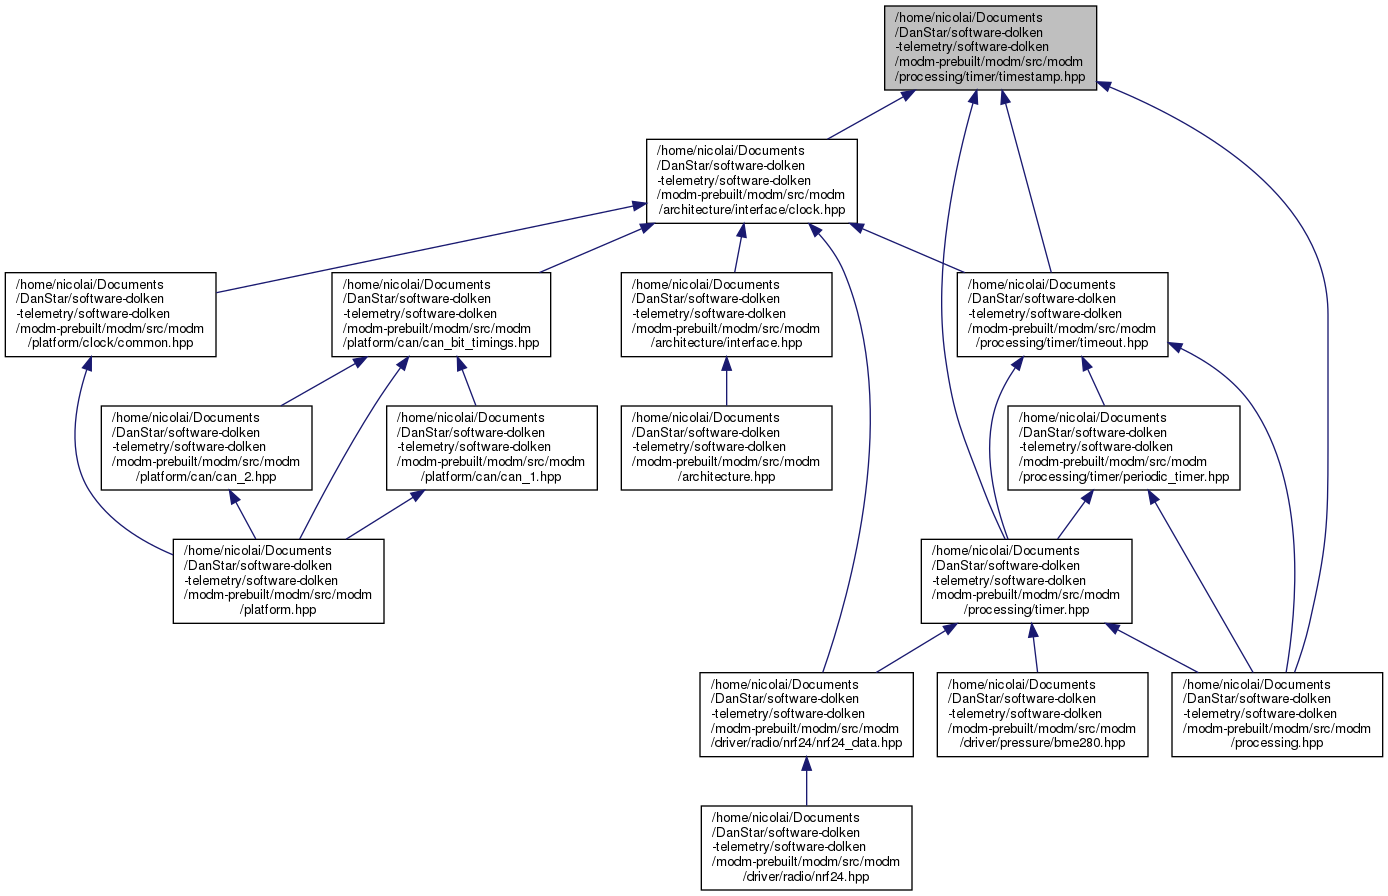 /home/nicolai/Documents
/DanStar/software-dolken
-telemetry/software-dolken
/modm-prebuilt/modm/src/modm
/processing/timer/timestamp.hpp
/home/nicolai/Documents
/DanStar/software-dolken
-telemetry/software-dolken
/modm-prebuilt/modm/src/modm
/architecture/interface/clock.hpp
/home/nicolai/Documents
/DanStar/software-dolken
-telemetry/software-dolken
/modm-prebuilt/modm/src/modm
/platform/clock/common.hpp
/home/nicolai/Documents
/DanStar/software-dolken
-telemetry/software-dolken
/modm-prebuilt/modm/src/modm
/platform/can/can_bit_timings.hpp
/home/nicolai/Documents
/DanStar/software-dolken
-telemetry/software-dolken
/modm-prebuilt/modm/src/modm
/architecture/interface.hpp
/home/nicolai/Documents
/DanStar/software-dolken
-telemetry/software-dolken
/modm-prebuilt/modm/src/modm
/processing/timer/timeout.hpp
/home/nicolai/Documents
/DanStar/software-dolken
-telemetry/software-dolken
/modm-prebuilt/modm/src/modm
/platform/can/can_2.hpp
/home/nicolai/Documents
/DanStar/software-dolken
-telemetry/software-dolken
/modm-prebuilt/modm/src/modm
/platform/can/can_1.hpp
/home/nicolai/Documents
/DanStar/software-dolken
-telemetry/software-dolken
/modm-prebuilt/modm/src/modm
/architecture.hpp
/home/nicolai/Documents
/DanStar/software-dolken
-telemetry/software-dolken
/modm-prebuilt/modm/src/modm
/processing/timer/periodic_timer.hpp
/home/nicolai/Documents
/DanStar/software-dolken
-telemetry/software-dolken
/modm-prebuilt/modm/src/modm
/platform.hpp
/home/nicolai/Documents
/DanStar/software-dolken
-telemetry/software-dolken
/modm-prebuilt/modm/src/modm
/processing/timer.hpp
/home/nicolai/Documents
/DanStar/software-dolken
-telemetry/software-dolken
/modm-prebuilt/modm/src/modm
/driver/radio/nrf24/nrf24_data.hpp
/home/nicolai/Documents
/DanStar/software-dolken
-telemetry/software-dolken
/modm-prebuilt/modm/src/modm
/driver/pressure/bme280.hpp
/home/nicolai/Documents
/DanStar/software-dolken
-telemetry/software-dolken
/modm-prebuilt/modm/src/modm
/processing.hpp
/home/nicolai/Documents
/DanStar/software-dolken
-telemetry/software-dolken
/modm-prebuilt/modm/src/modm
/driver/radio/nrf24.hpp